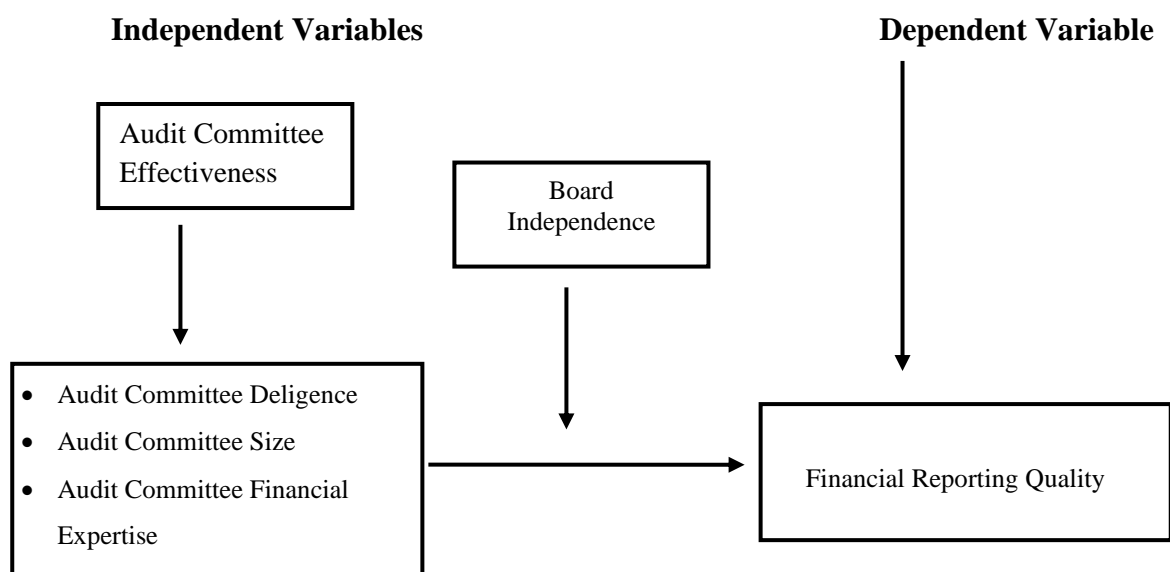 Independent Variables
Dependent Variable
Audit Committee
Effectiveness
Board
Independence
• Audit Committee Deligence
• Audit Committee Size
• Audit Committee Financial
Expertise
Financial Reporting Quality